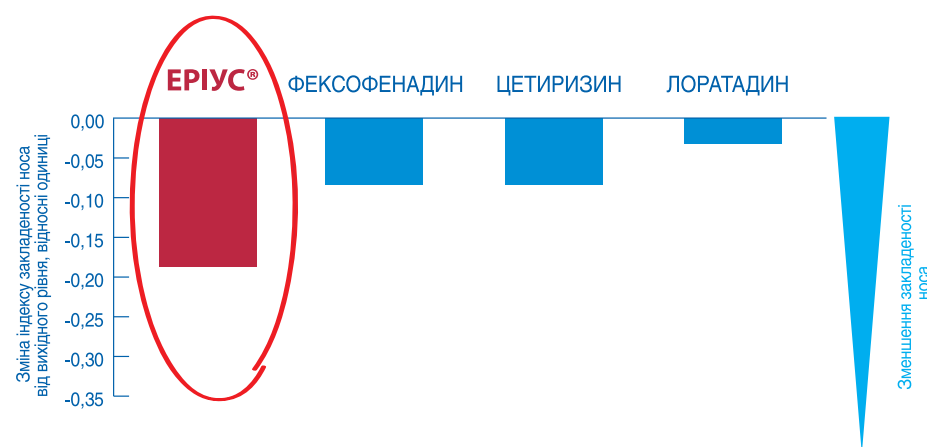 ЕРІУС®
ФЕКСОФЕНАДИН
ЦЕТИРИЗИН
ЛОРАТАДИН
Зміна індексу закладеності носа
від вихідного рівня, відносні одиниці
0,00
-0,05
-0,10
-0,15
-0,20
-0,25
-0,30
-0,35
Зменшення закладеності
носа